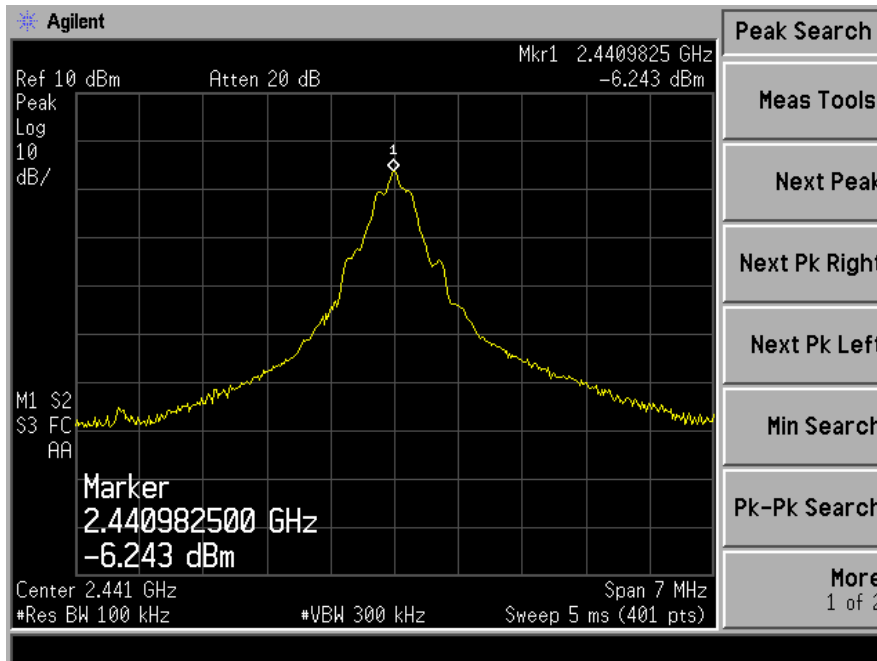 Agilent
Peak Search
Mkr1 2.4409825 GHz
Ref 10 dBm Atten 20 dB -6.243 dBm
Peak
Log
10
dB/
1
Meas Tools
Next Peak
Next Pk Right
Next Pk Left
M1 S2
S3 FC
AA
Min Search
Marker
2.440982500 GHz
-6.243 dBm
Pk-Pk Search
Center 2.441 GHz Span 7 MHz
#Res BW 100 kHz #VBW 300 kHz Sweep 5 ms (401 pts)
More
1 of 2